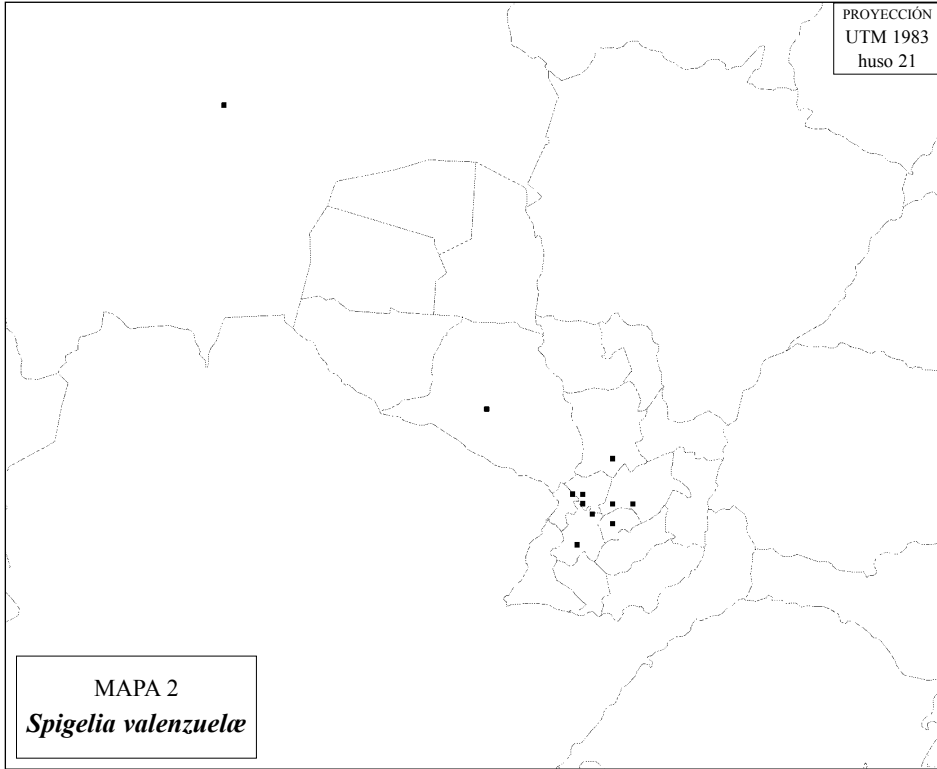 PROYECCIÓN
UTM 1983
huso 21
MAPA 2
Spigelia valenzuelæ